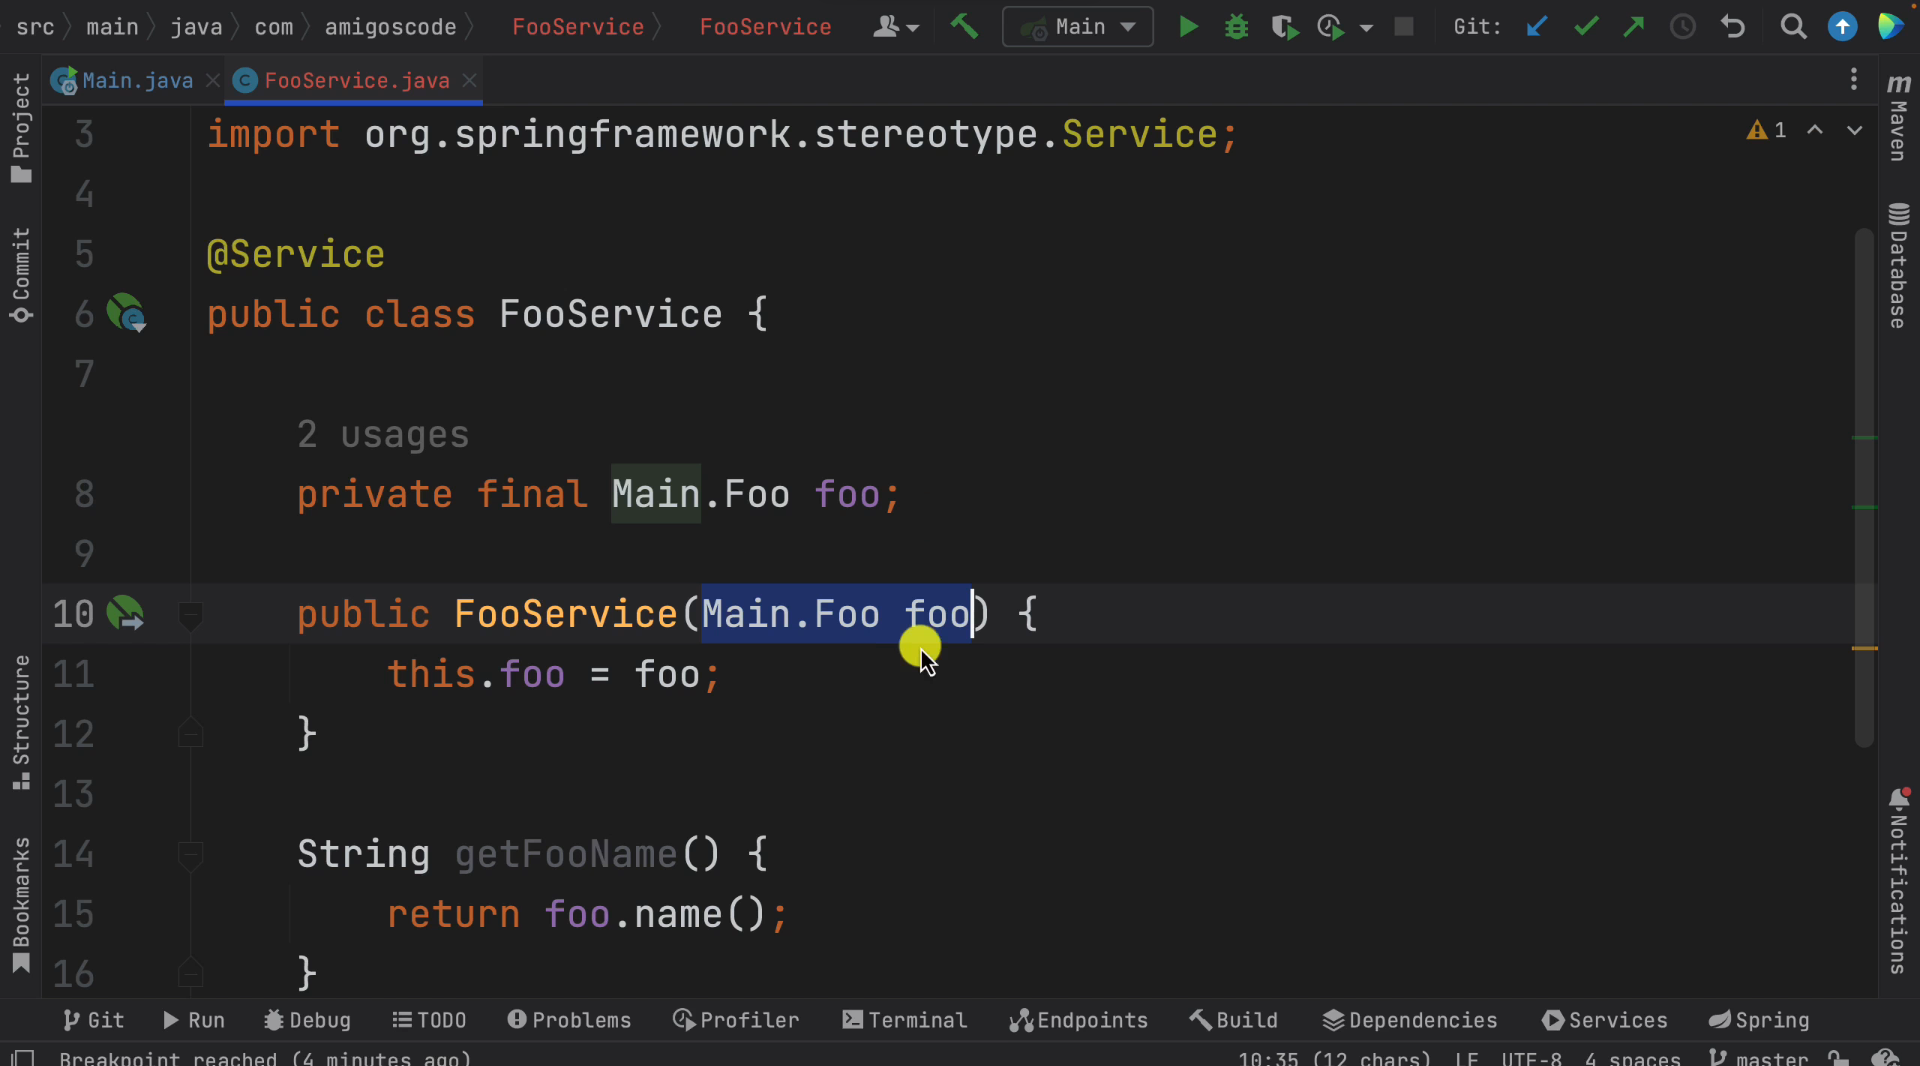 src main java com amigoscode FooService FooService Main Git:
Main.java FooService.java
3 import org.springframework.stereotype.Service; 1
4
5 @Service
6 public class FooService {
7
2 usages
8 private final Main.Foo foo;
9
10 public FooService(Main.Foo foo) {
11 this.foo = foo;
12 }
13
14 String getFooName() {
15 return foo.name();
16 }
Project
Commit
Structure
Bookmarks
m Maven
Database
Notifications
Git Run Debug TODO Problems Profiler Terminal Endpoints Build Dependencies Services Spring
Breakpoint reached (4 minutes ago) 10:35 (12 chars) LF UTF-8 4 spaces master